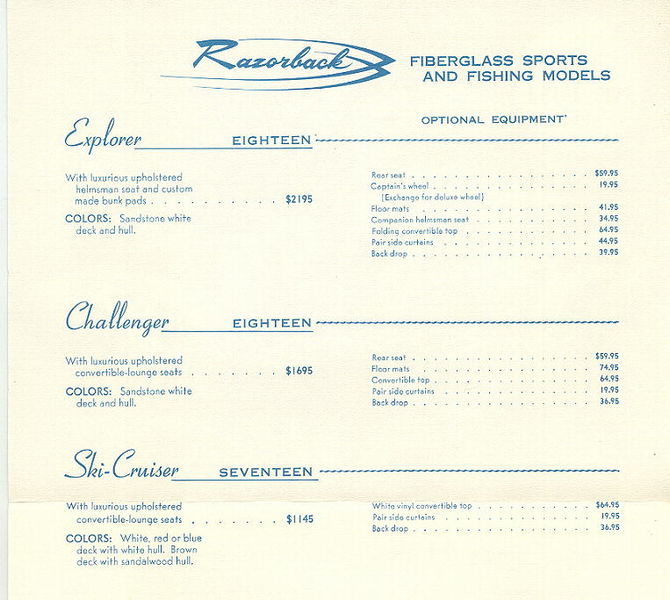 Razorback FIBERGLASS SPORTS
AND FISHING MODELS
OPTIONAL EQUIPMENT
Explorer EIGHTEEN
With luxurious upholstered
helmsman seat and custom
made bunk pads . . . . . . . . . . $2195
COLORS: Sandstone white
deck and hull.
Rear seat . . . . . . . . . . . . . . . . $59.95
Captain's wheel . . . . . . . . . . . . . . 19.95
(Exchange for deluxe wheel)
Floor mats . . . . . . . . . . . . . . . . 41.95
Companion helmsman seat . . . . . . . . . . 34.95
Folding convertible top . . . . . . . . . . . 64.95
Pair side curtains . . . . . . . . . . . . . 44.95
Back drop . . . . . . . . . . . . . . . . 39.95
Challenger EIGHTEEN
With luxurious upholstered
convertible-lounge seats . . . . . . . $1695
COLORS: Sandstone white
deck and hull.
Rear seat . . . . . . . . . . . . . . . . $59.95
Floor mats . . . . . . . . . . . . . . . . 74.95
Convertible top . . . . . . . . . . . . . . 64.95
Pair side curtains . . . . . . . . . . . . . 19.95
Back drop . . . . . . . . . . . . . . . . 36.95
Ski-Cruiser SEVENTEEN
With luxurious upholstered
convertible-lounge seats . . . . . . . $1145
COLORS: White, red or blue
deck with white hull. Brown
deck with sandalwood hull.
White vinyl convertible top . . . . . . . . . . $64.95
Pair side curtains . . . . . . . . . . . . . 19.95
Back drop . . . . . . . . . . . . . . . . 36.95